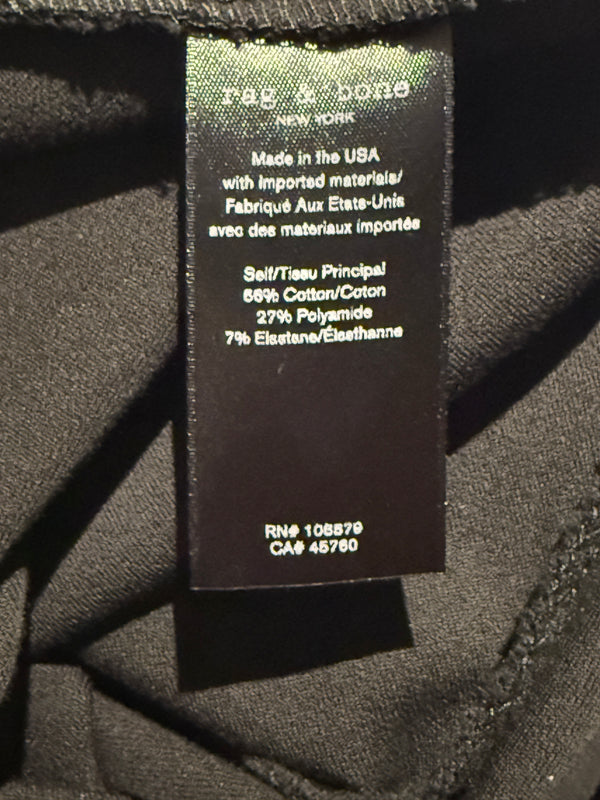 rag & bone
NEW YORK
Made in the USA
with imported materials/
Fabriqué Aux Etats-Unis
avec des materiaux importés
Self/Tissu Principal
66% Cotton/Coton
27% Polyamide
7% Elastane/Élasthanne
RN#
CA# 45760